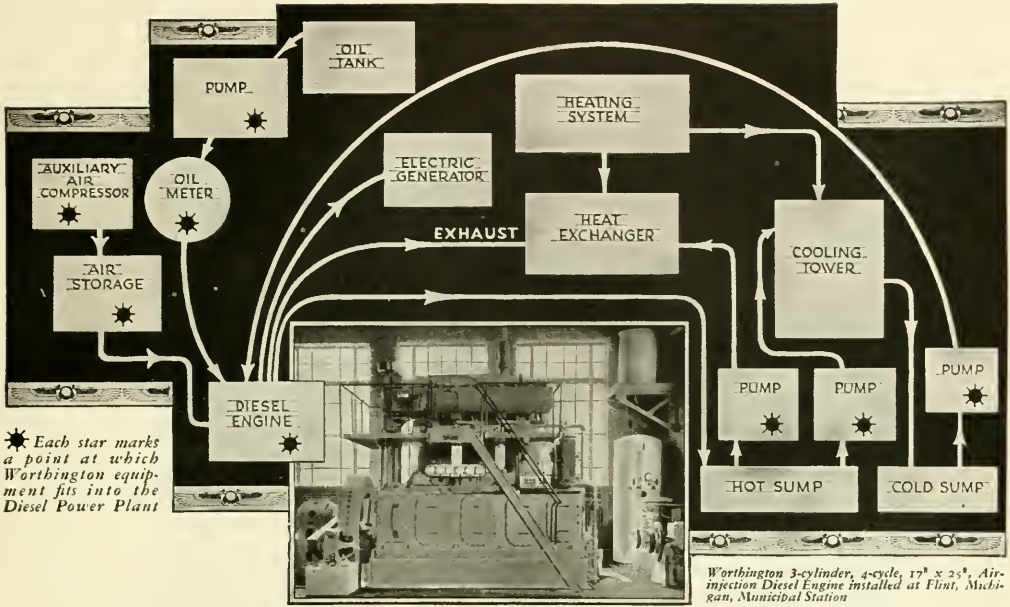 OIL
TANK
PUMP
HEATING
SYSTEM
AUXILIARY
AIR
COMPRESSOR
OIL
METER
ELECTRIC
GENERATOR
HEAT
EXCHANGER
EXHAUST
COOLING
TOWER
AIR
STORAGE
DIESEL
ENGINE
PUMP
PUMP
PUMP
HOT SUMP
COLD SUMP
Each star marks
a point at which
Worthington equip-
ment fits into the
Diesel Power Plant
Worthington 3-cylinder, 4-cycle, 17" x 25", Air-
injection Diesel Engine installed at Flint, Michi-
gan, Municipal Station